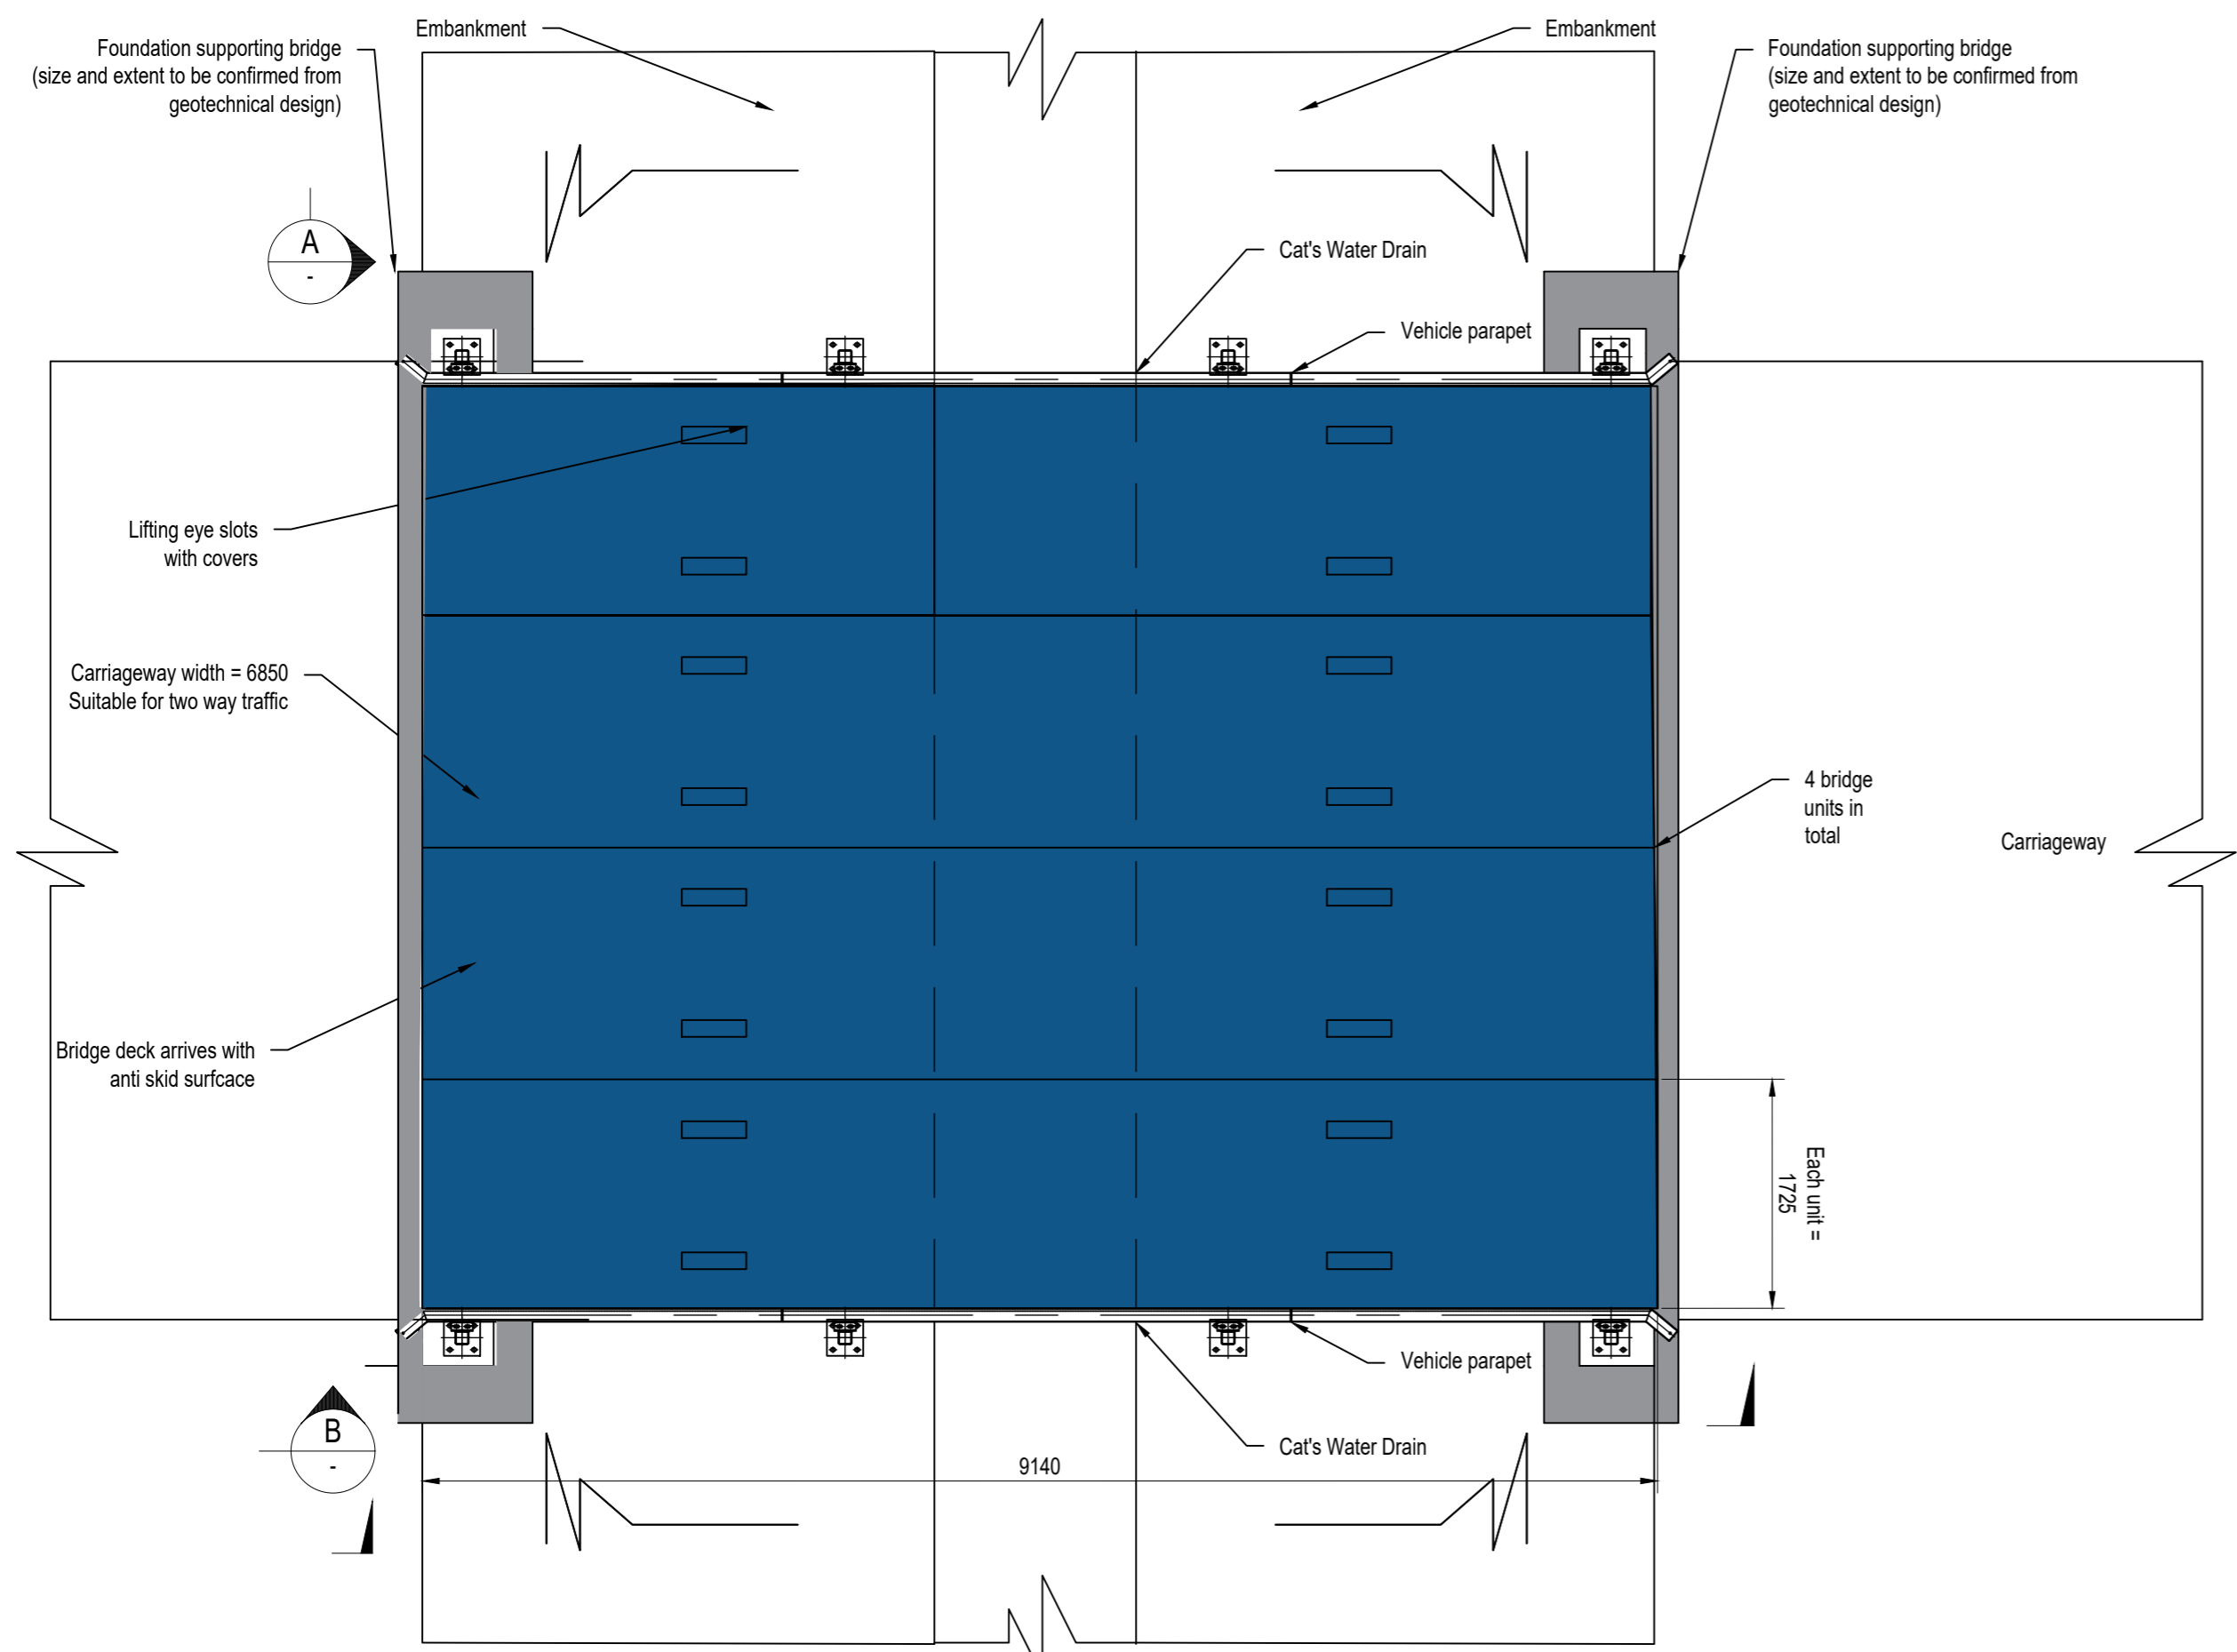 Embankment
Embankment
Foundation supporting bridge
(size and extent to be confirmed from
geotechnical design)
Foundation supporting bridge
(size and extent to be confirmed from
geotechnical design)
A
-
Cat's Water Drain
Vehicle parapet
Lifting eye slots
with covers
Carriageway width = 6850
Suitable for two way traffic
4 bridge
units in
total
Carriageway
Bridge deck arrives with
anti skid surfcace
Each unit =
1725
Vehicle parapet
B
-
Cat's Water Drain
9140